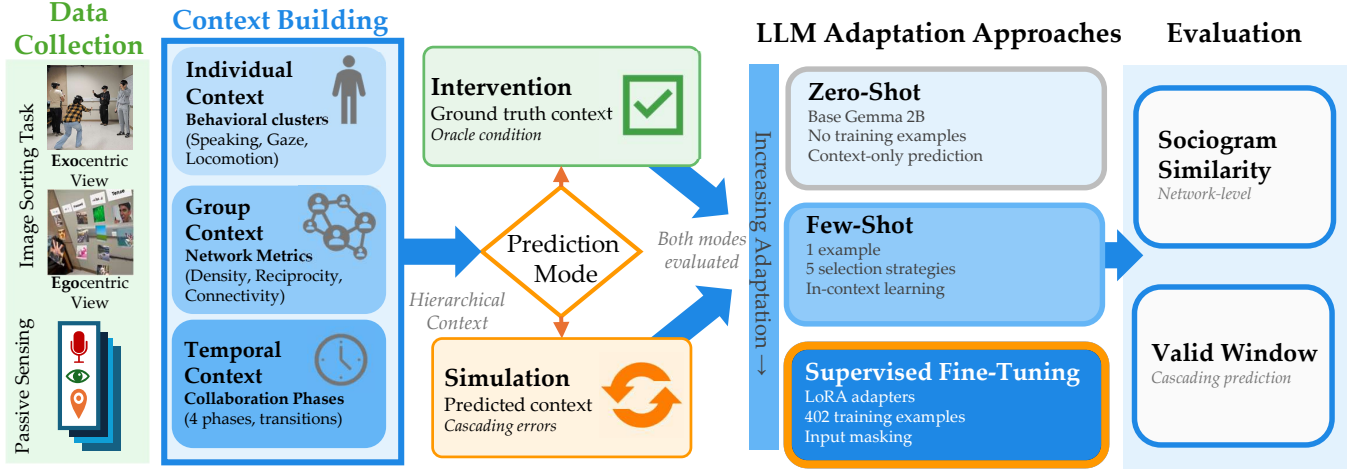 Data
Collection
Image Sorting Task
Exocentric
View
Egocentric
View
Passive Sensing
Context Building
Individual
Context
Behavioral clusters
(Speaking, Gaze,
Locomotion)
Group
Context
Network Metrics
(Density, Reciprocity,
Connectivity)
Temporal
Context
Collaboration Phases
(4 phases, transitions)
Hierarchical
Context
Intervention
Ground truth context
Oracle condition
Prediction
Mode
Simulation
Predicted context
Cascading errors
Both modes
evaluated
LLM Adaptation Approaches
Increasing Adaptation →
Zero-Shot
Base Gemma 2B
No training examples
Context-only prediction
Few-Shot
1 example
5 selection strategies
In-context learning
Supervised Fine-Tuning
LoRA adapters
402 training examples
Input masking
Evaluation
Sociogram
Similarity
Network-level
Valid Window
Cascading prediction